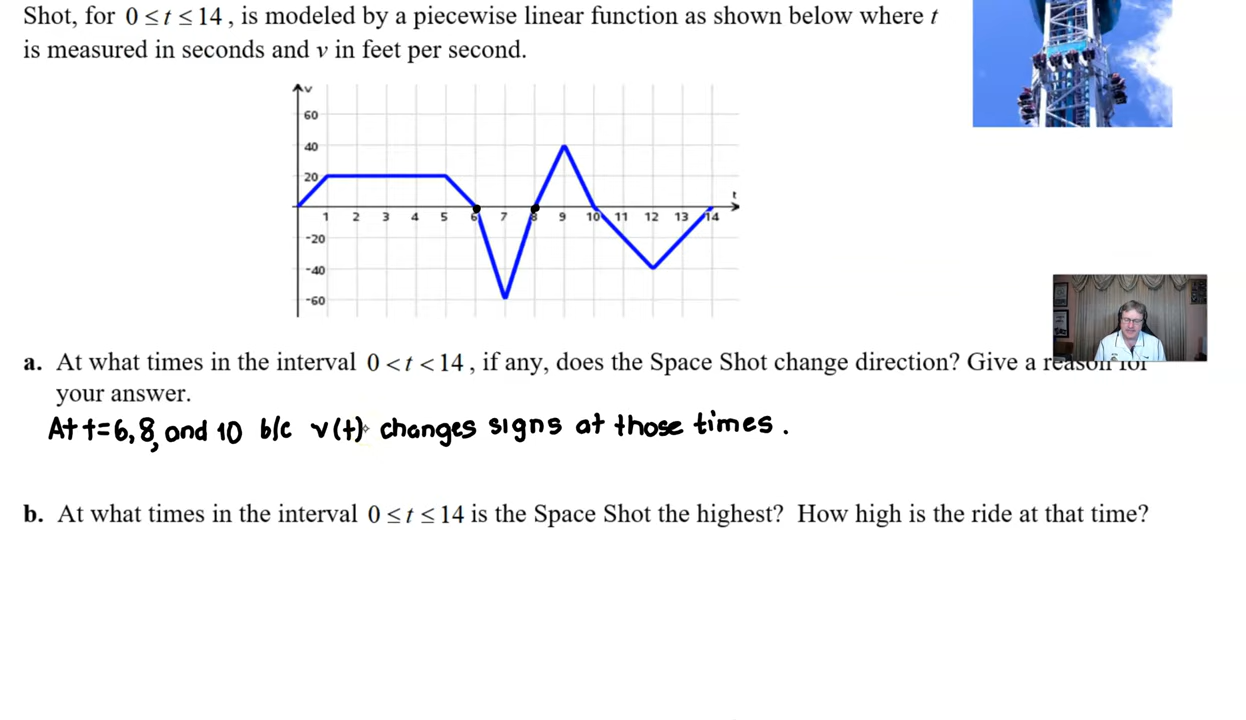 Shot, for 0 ≤ t ≤ 14, is modeled by a piecewise linear function as shown below where t
is measured in seconds and v in feet per second.
v
60
40
20
t
1 2 3 4 5 6 7 8 9 10 11 12 13 14
-20
-40
-60
a. At what times in the interval 0 < t < 14, if any, does the Space Shot change direction? Give a reason for
your answer.
At t=6, 8, and 10 b/c v(t) changes signs at those times.
b. At what times in the interval 0 ≤ t ≤ 14 is the Space Shot the highest? How high is the ride at that time?